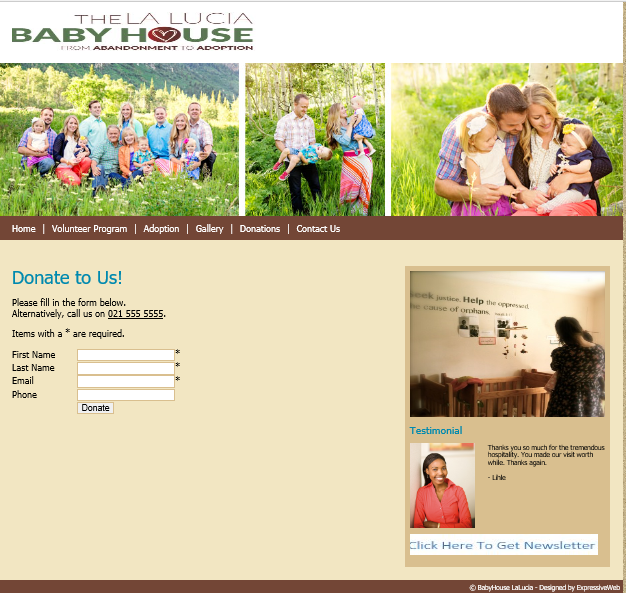 THE LA LUCIA
BABY HOUSE
FROM ABANDONMENT TO ADOPTION
Home | Volunteer Program | Adoption | Gallery | Donations | Contact Us
Donate to Us!
Please fill in the form below.
Alternatively, call us on 021 555 5555.
Items with a * are required.
First Name *
Last Name *
Email *
Phone
Donate
seek justice, Help the oppressed,
the cause of orphans.
Testimonial
Thanks you so much for the tremendous
hospitality. You made our visit worth
while. Thanks again.
- Lihle
Click Here To Get Newsletter
© BabyHouse LaLucia - Designed by ExpressiveWeb